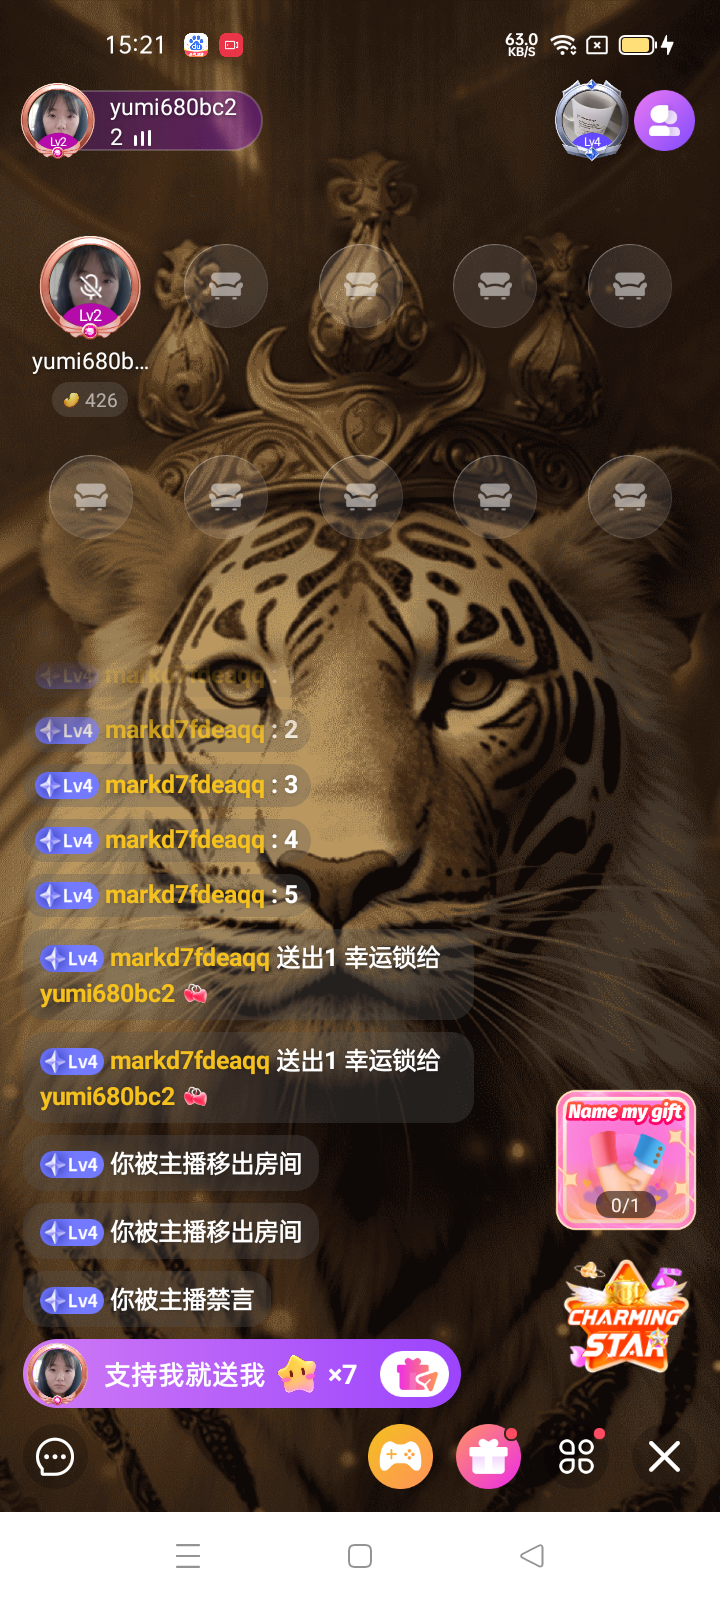 15:21
63.0
KB/S
yumi680bc2
2
Lv2
Lv4
Lv2
yumi680b...
426
Lv4 markd7fdeaqq :
Lv4 markd7fdeaqq : 2
Lv4 markd7fdeaqq : 3
Lv4 markd7fdeaqq : 4
Lv4 markd7fdeaqq : 5
Lv4 markd7fdeaqq 送出1 幸运锁给
yumi680bc2
Lv4 markd7fdeaqq 送出1 幸运锁给
yumi680bc2
Lv4 你被主播移出房间
Lv4 你被主播移出房间
Lv4 你被主播禁言
Name my gift
0/1
CHARMING
STAR
支持我就送我 ×7